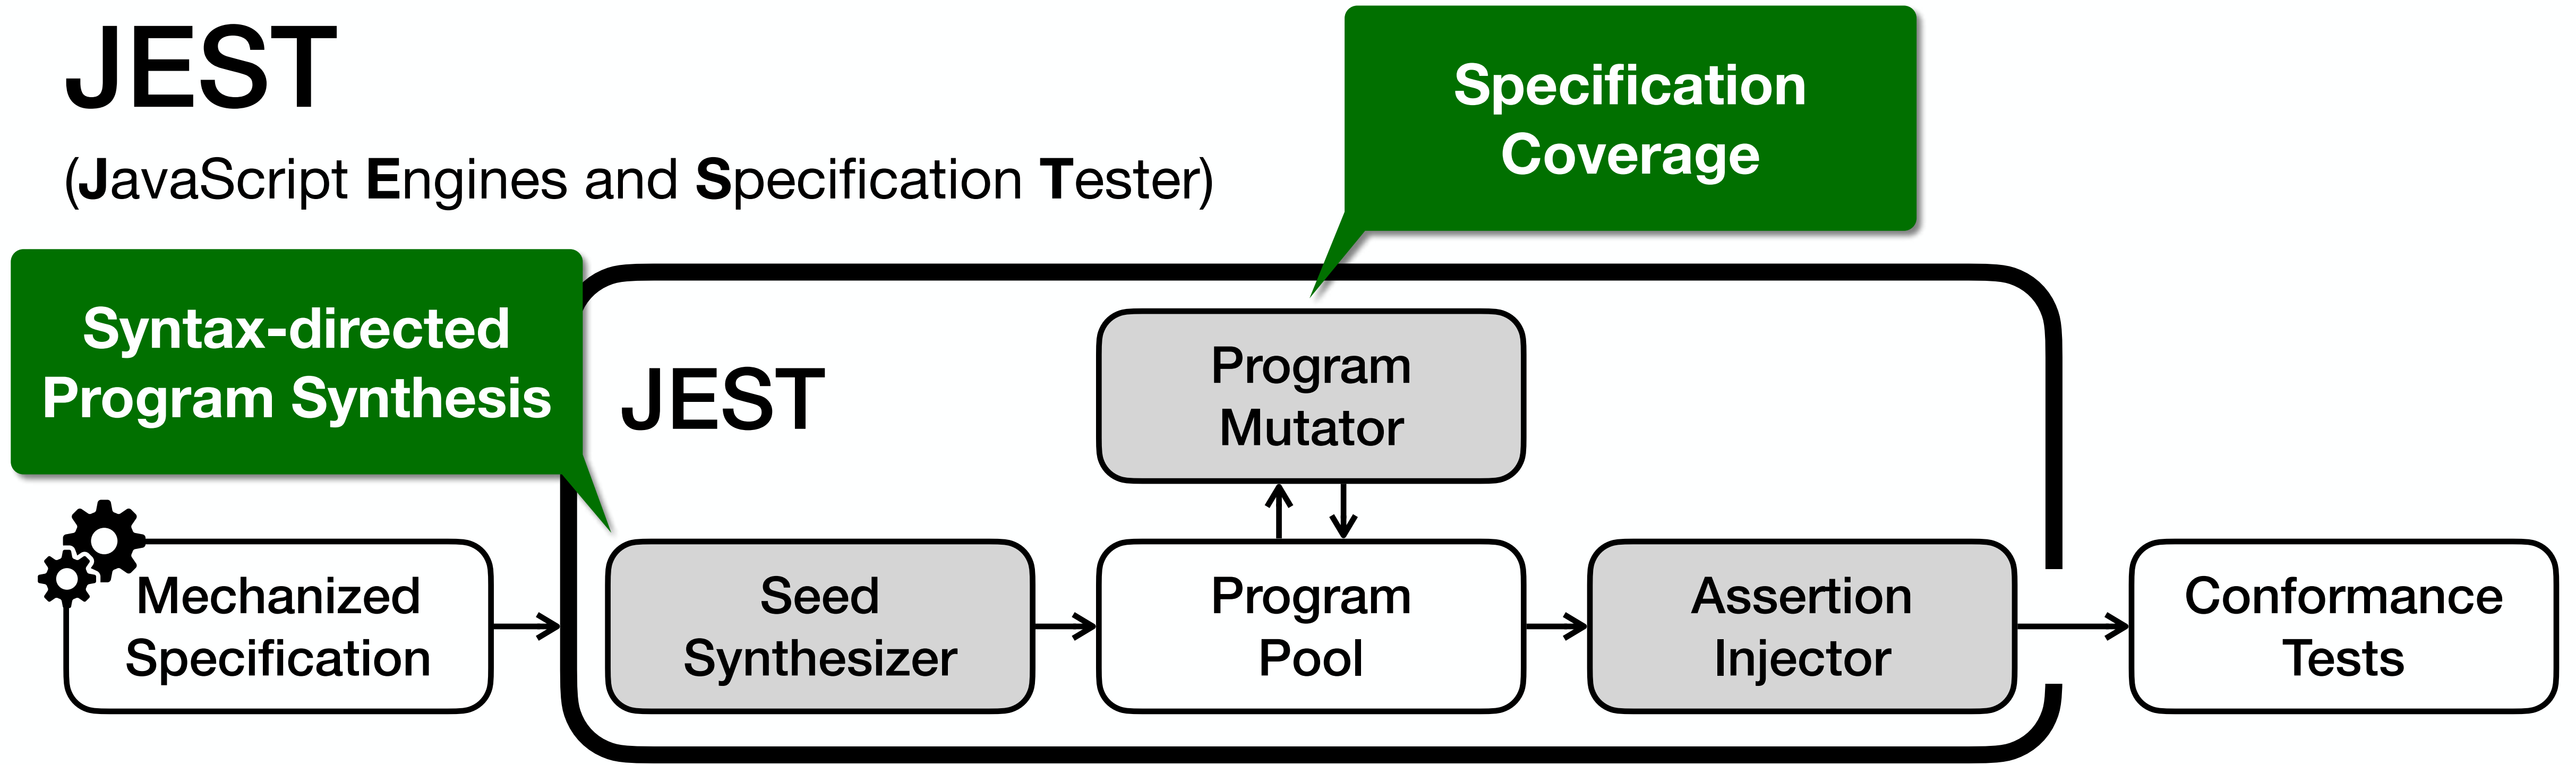 JEST
(JavaScript Engines and Specification Tester)
Specification
Coverage
Syntax-directed
Program Synthesis
JEST
Program
Mutator
Mechanized
Specification
Seed
Synthesizer
Program
Pool
Assertion
Injector
Conformance
Tests